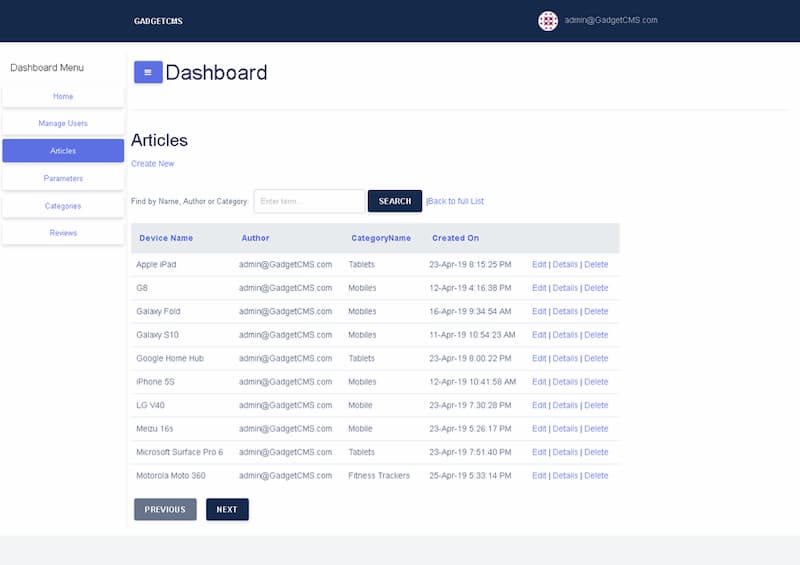 GADGETCMS
admin@GadgetCMS.com
Dashboard Menu
Home
Manage Users
Articles
Parameters
Categories
Reviews
Dashboard
Articles
Create New
Find by Name, Author or Category: Enter term... SEARCH |Back to full List
Device Name Author CategoryName Created On
Apple iPad admin@GadgetCMS.com Tablets 23-Apr-19 8:15:25 PM Edit | Details | Delete
G8 admin@GadgetCMS.com Mobiles 12-Apr-19 4:16:38 PM Edit | Details | Delete
Galaxy Fold admin@GadgetCMS.com Mobiles 16-Apr-19 9:34:54 AM Edit | Details | Delete
Galaxy S10 admin@GadgetCMS.com Mobiles 11-Apr-19 10:54:23 AM Edit | Details | Delete
Google Home Hub admin@GadgetCMS.com Tablets 23-Apr-19 8:00:22 PM Edit | Details | Delete
iPhone 5S admin@GadgetCMS.com Mobiles 12-Apr-19 10:41:58 AM Edit | Details | Delete
LG V40 admin@GadgetCMS.com Mobile 23-Apr-19 7:30:28 PM Edit | Details | Delete
Meizu 16s admin@GadgetCMS.com Mobile 23-Apr-19 5:26:17 PM Edit | Details | Delete
Microsoft Surface Pro 6 admin@GadgetCMS.com Tablets 23-Apr-19 7:51:40 PM Edit | Details | Delete
Motorola Moto 360 admin@GadgetCMS.com Fitness Trackers 25-Apr-19 5:33:14 PM Edit | Details | Delete
PREVIOUS NEXT